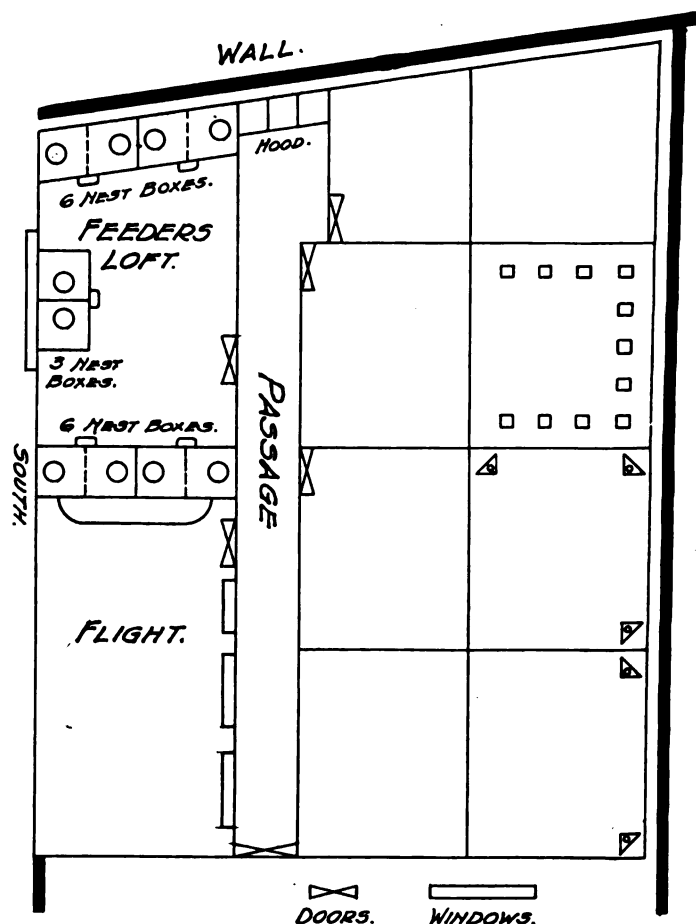 WALL.
HOOD.
6 NEST BOXES.
FEEDERS
LOFT.
3 NEST
BOXES.
6 NEST BOXES.
PASSAGE
SOUTH.
FLIGHT.
DOORS.
WINDOWS.